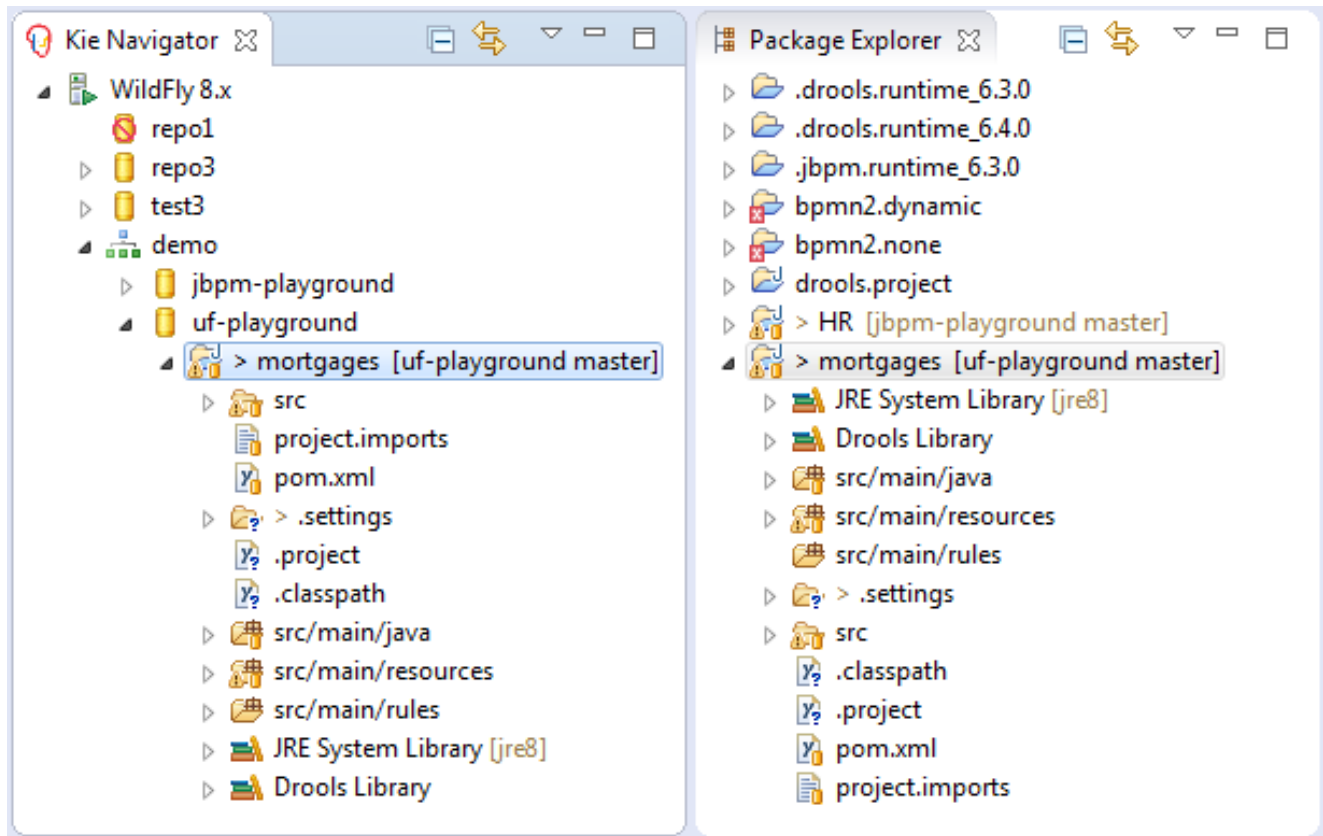 Kie Navigator
WildFly 8.x
repo1
repo3
test3
demo
jbpm-playground
uf-playground
> mortgages [uf-playground master]
src
project.imports
pom.xml
> .settings
.project
.classpath
src/main/java
src/main/resources
src/main/rules
JRE System Library [jre8]
Drools Library
Package Explorer
.drools.runtime_6.3.0
.drools.runtime_6.4.0
.jbpm.runtime_6.3.0
bpmn2.dynamic
bpmn2.none
drools.project
> HR [jbpm-playground master]
> mortgages [uf-playground master]
JRE System Library [jre8]
Drools Library
src/main/java
src/main/resources
src/main/rules
> .settings
src
.classpath
.project
pom.xml
project.imports